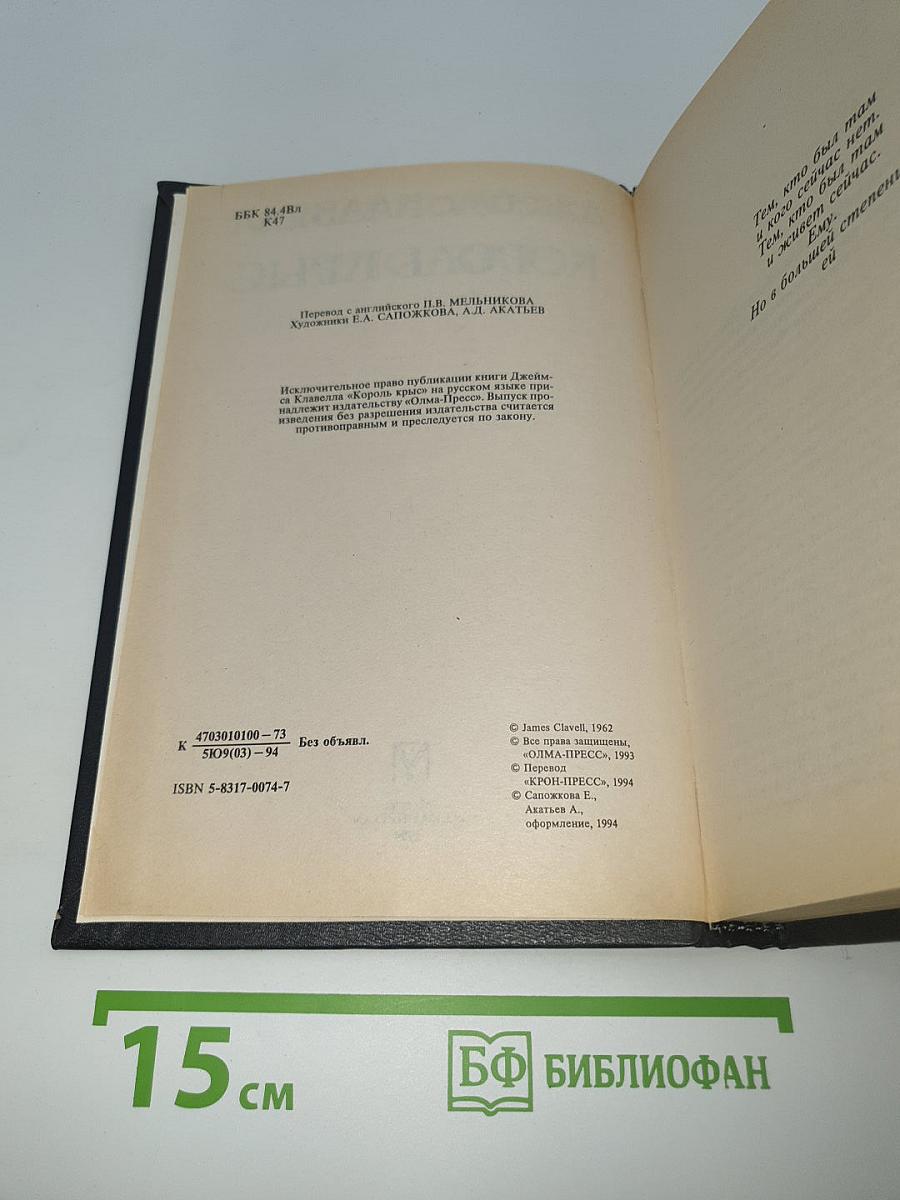 ББК 84.4Вл
К47
Перевод с английского П.В. МЕЛЬНИКОВА
Художники Е.А. САПОЖКОВА, А.Д. АКАТЬЕВ
Исключительное право публикации книги Джейм-
са Клавелла «Король крыс» на русском языке при-
надлежит издательству «Олма-Пресс». Выпуск про-
изведения без разрешения издательства считается
противоправным и преследуется по закону.
К 4703010100–73 Без объявл.
5Ю9(03)–94
ISBN 5-8317-0074-7
© James Clavell, 1962
© Все права защищены,
«ОЛМА-ПРЕСС», 1993
© Перевод
«КРОН-ПРЕСС», 1994
© Сапожкова Е.,
Акатьев А.,
оформление, 1994
Тем, кто был там
и кого сейчас нет.
Тем, кто был там
и живет сейчас.
Ему.
Но в большей степени
ей
15 см
БФ БИБЛИОФАН